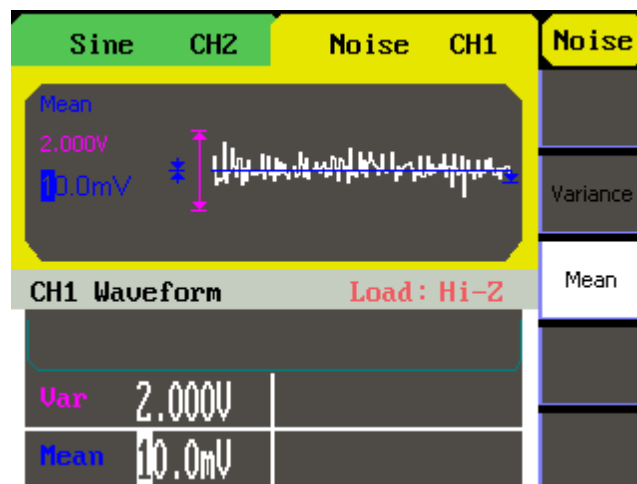 Sine CH2 Noise CH1 Noise
Mean
2.000V
10.0mV
Variance
Mean
CH1 Waveform Load: Hi-Z
Var 2.000V
Mean 10.0mV